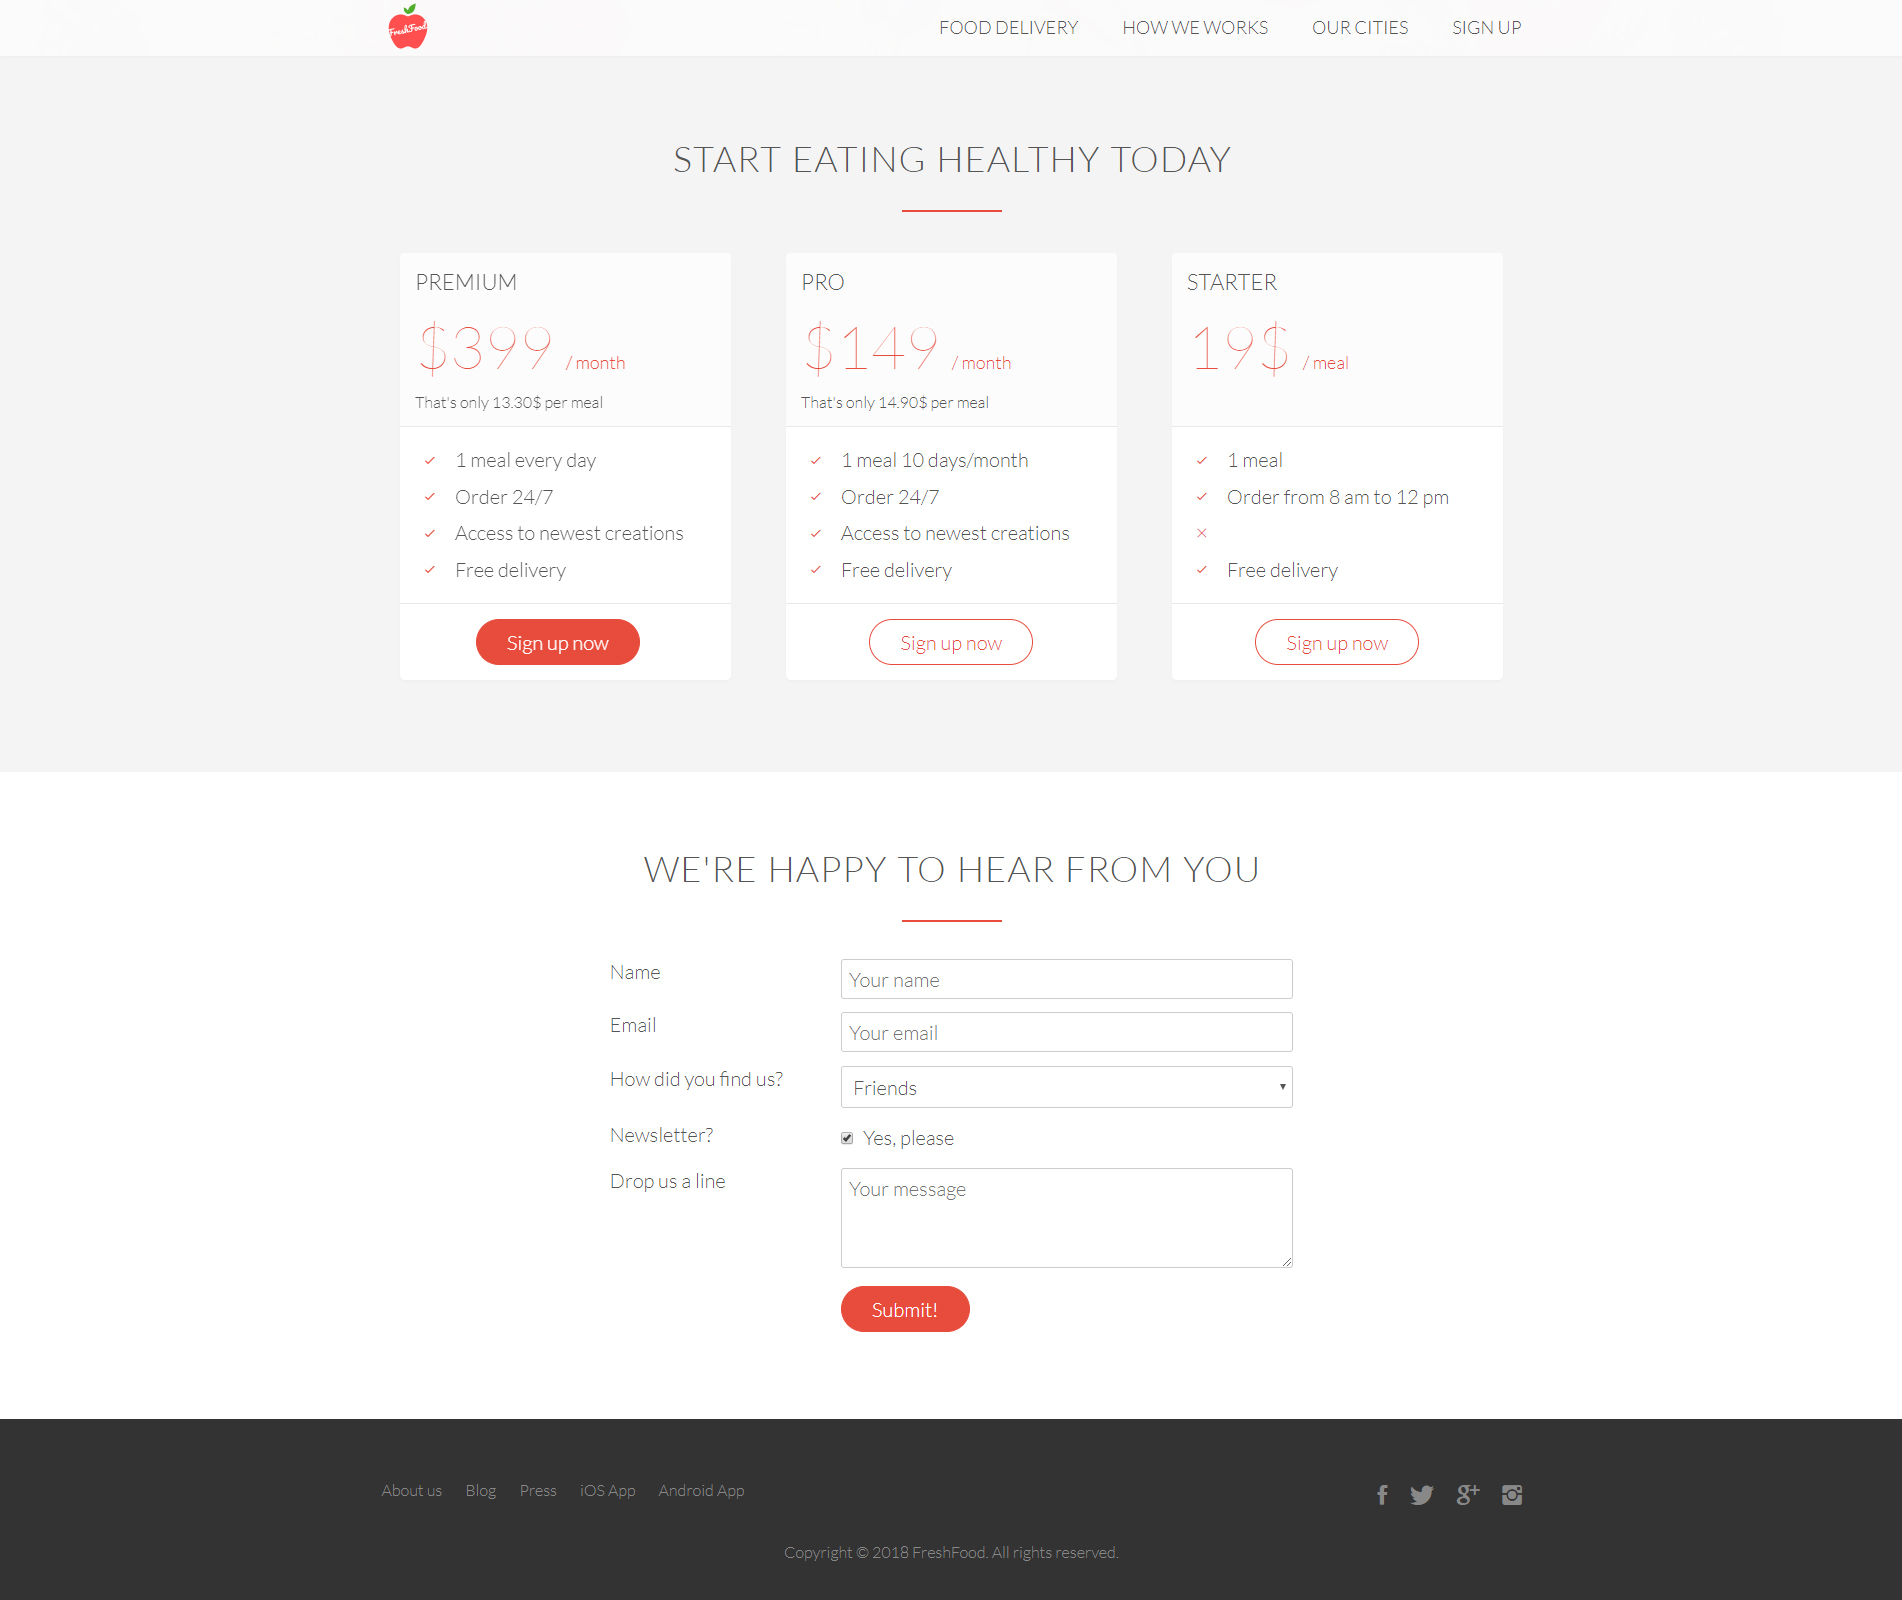 FreshFood
FOOD DELIVERY HOW WE WORKS OUR CITIES SIGN UP
START EATING HEALTHY TODAY
PREMIUM
$399 / month
That's only 13.30$ per meal
1 meal every day
Order 24/7
Access to newest creations
Free delivery
Sign up now
PRO
$149 / month
That's only 14.90$ per meal
1 meal 10 days/month
Order 24/7
Access to newest creations
Free delivery
Sign up now
STARTER
19$ / meal
1 meal
Order from 8 am to 12 pm
Free delivery
Sign up now
WE'RE HAPPY TO HEAR FROM YOU
Name Your name
Email Your email
How did you find us? Friends
Newsletter? Yes, please
Drop us a line Your message
Submit!
About us Blog Press iOS App Android App
Copyright © 2018 FreshFood. All rights reserved.